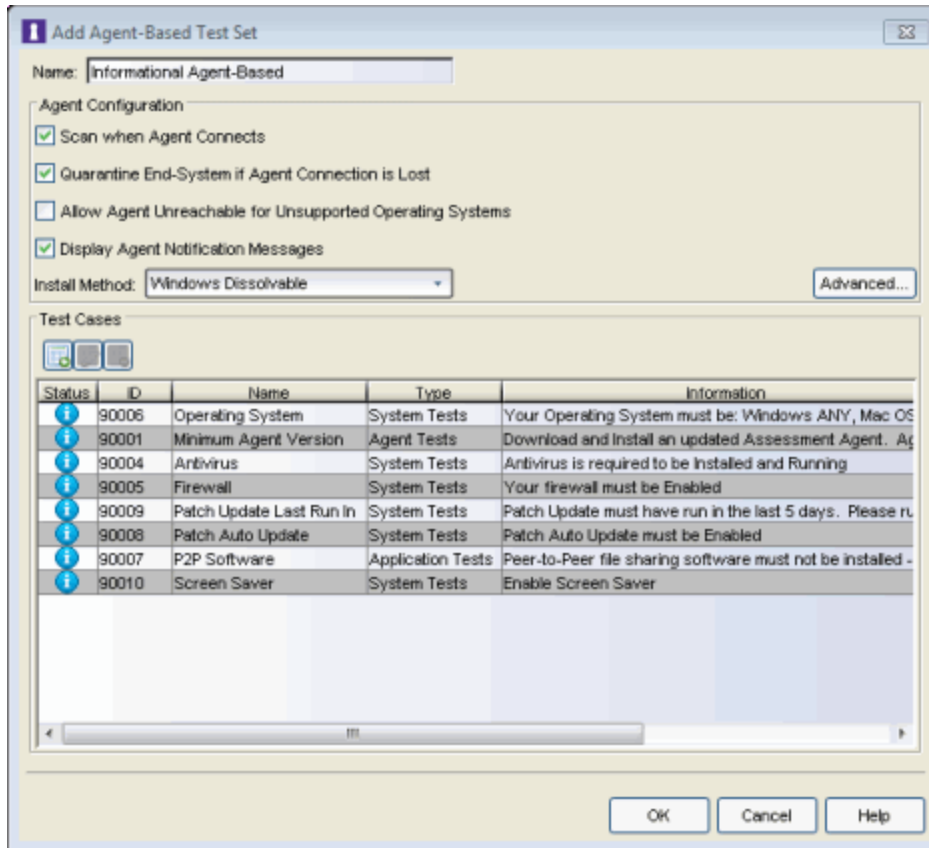 Add Agent-Based Test Set
Name: Informational Agent-Based
Agent Configuration
Scan when Agent Connects
Quarantine End-System if Agent Connection is Lost
Allow Agent Unreachable for Unsupported Operating Systems
Display Agent Notification Messages
Install Method: Windows Dissolvable Advanced...
Test Cases
Status ID Name Type Information
90006 Operating System System Tests Your Operating System must be: Windows ANY, Mac OS
90001 Minimum Agent Version Agent Tests Download and Install an updated Assessment Agent. Ag
90004 Antivirus System Tests Antivirus is required to be Installed and Running
90005 Firewall System Tests Your firewall must be Enabled
90009 Patch Update Last Run In System Tests Patch Update must have run in the last 5 days. Please ru
90008 Patch Auto Update System Tests Patch Auto Update must be Enabled
90007 P2P Software Application Tests Peer-to-Peer file sharing software must not be installed -
90010 Screen Saver System Tests Enable Screen Saver
OK Cancel Help